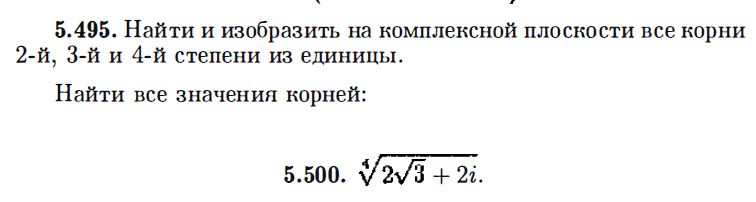 5.495. Найти и изобразить на комплексной плоскости все корни
2-й, 3-й и 4-й степени из единицы.
Найти все значения корней:
5.500. ∜(2√3 + 2i).